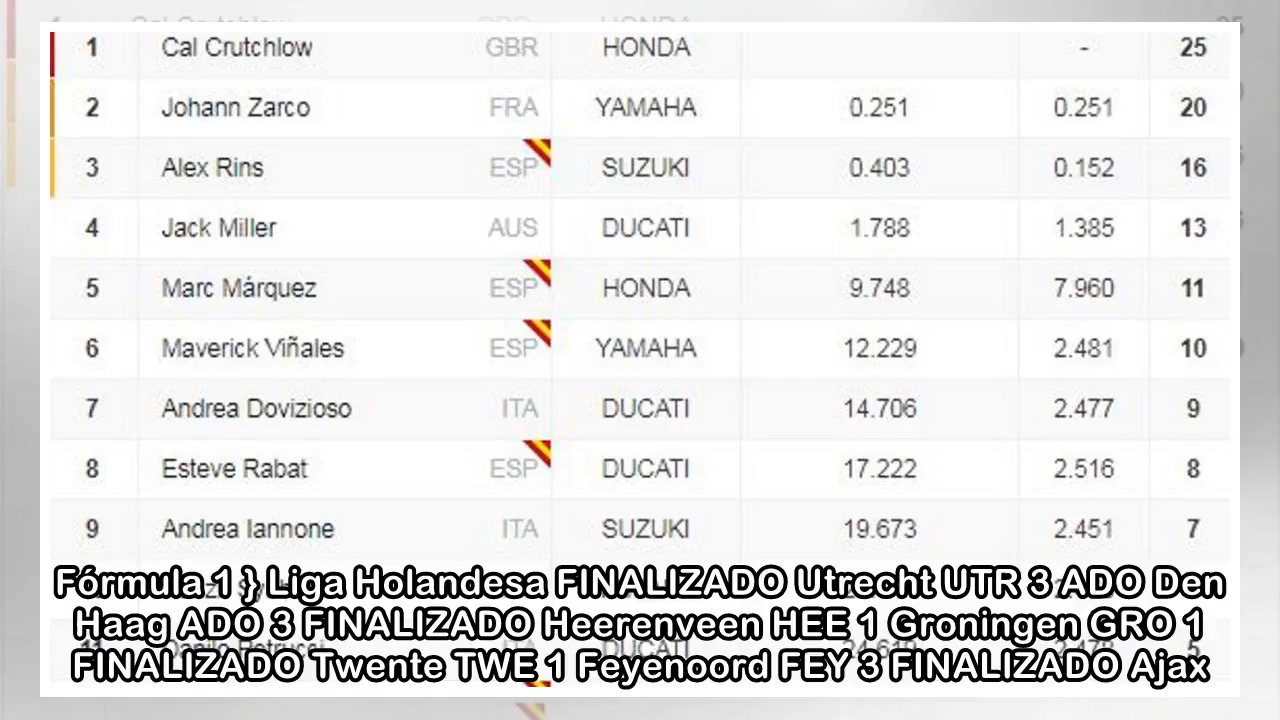 1 Cal Crutchlow GBR HONDA - 25
2 Johann Zarco FRA YAMAHA 0.251 0.251 20
3 Alex Rins ESP SUZUKI 0.403 0.152 16
4 Jack Miller AUS DUCATI 1.788 1.385 13
5 Marc Márquez ESP HONDA 9.748 7.960 11
6 Maverick Viñales ESP YAMAHA 12.229 2.481 10
7 Andrea Dovizioso ITA DUCATI 14.706 2.477 9
8 Esteve Rabat ESP DUCATI 17.222 2.516 8
9 Andrea Iannone ITA SUZUKI 19.673 2.451 7
Fórmula 1 } Liga Holandesa FINALIZADO Utrecht UTR 3 ADO Den
Haag ADO 3 FINALIZADO Heerenveen HEE 1 Groningen GRO 1
FINALIZADO Twente TWE 1 Feyenoord FEY 3 FINALIZADO Ajax